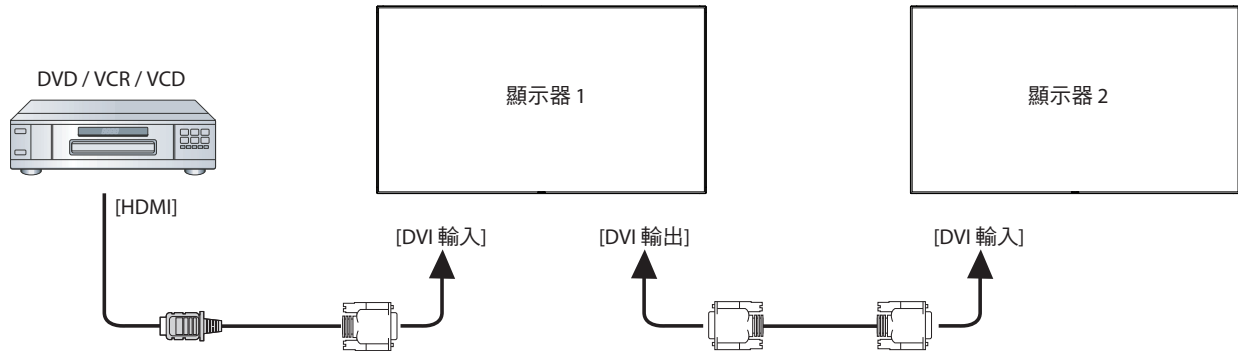 DVD / VCR / VCD
顯示器 1
顯示器 2
[HDMI]
[DVI 輸入]
[DVI 輸出]
[DVI 輸入]